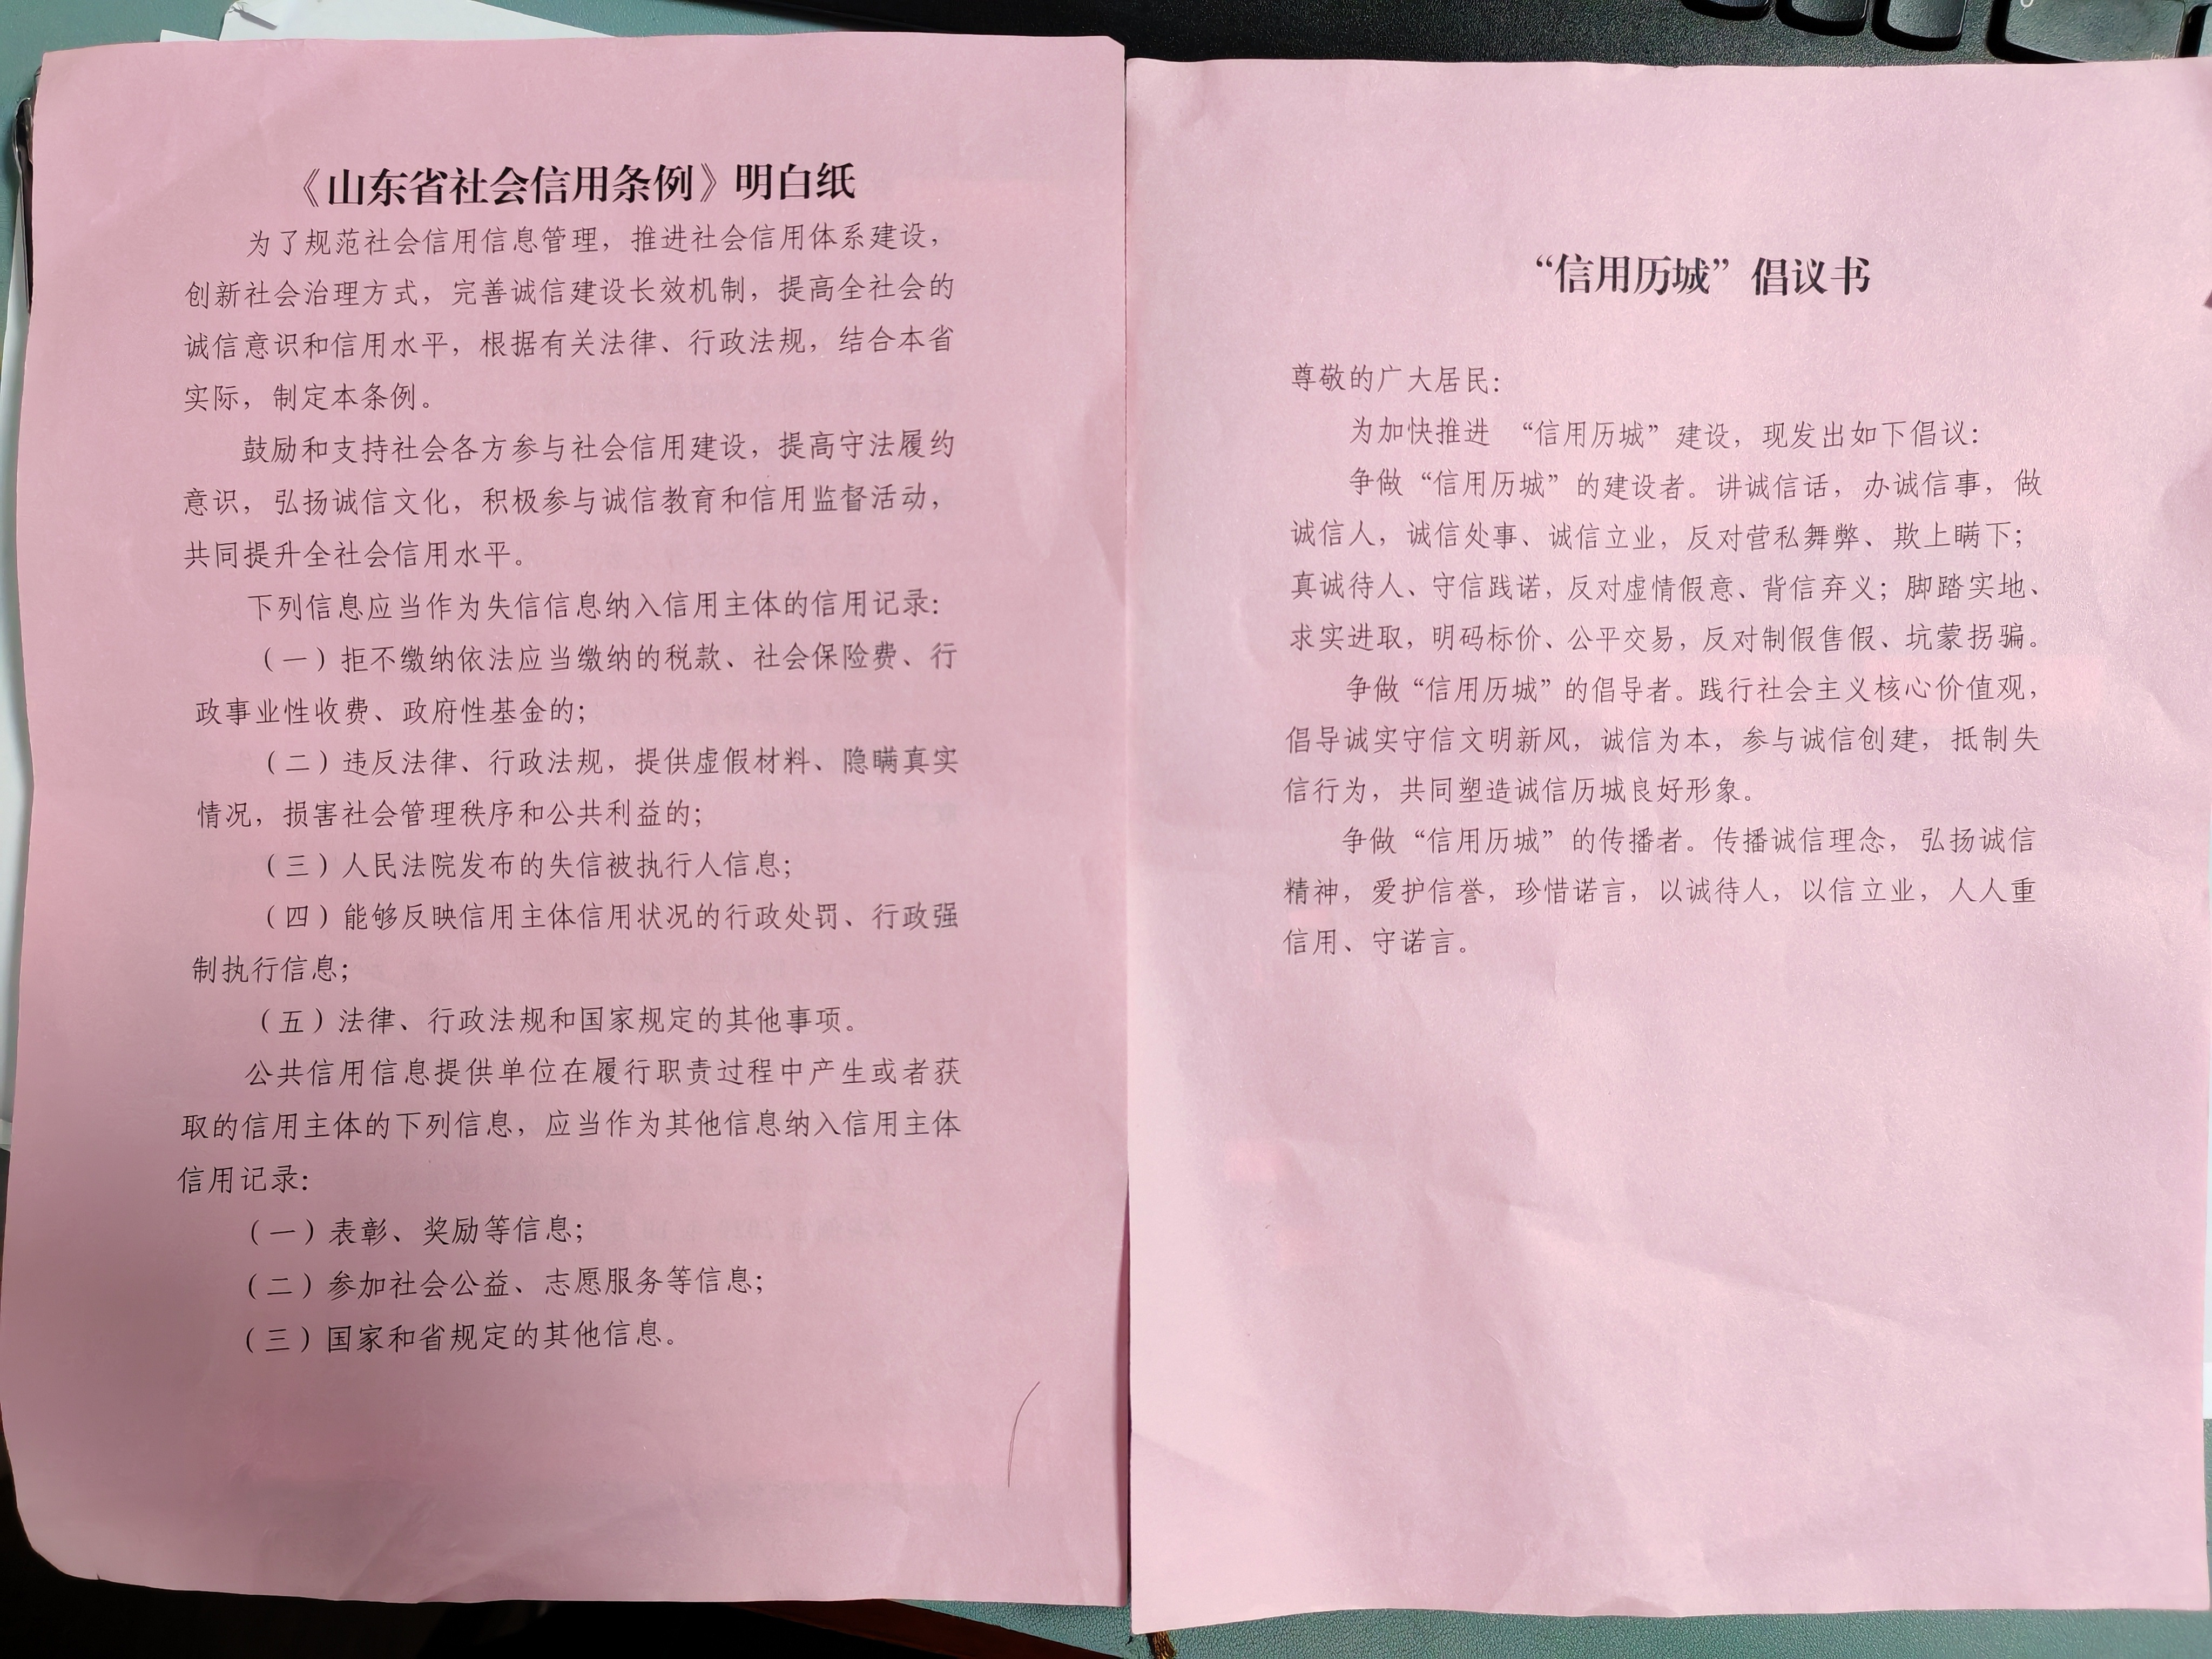 《山东省社会信用条例》明白纸
为了规范社会信用信息管理，推进社会信用体系建设，
创新社会治理方式，完善诚信建设长效机制，提高全社会的
诚信意识和信用水平，根据有关法律、行政法规，结合本省
实际，制定本条例。
鼓励和支持社会各方参与社会信用建设，提高守法履约
意识，弘扬诚信文化，积极参与诚信教育和信用监督活动，
共同提升全社会信用水平。
下列信息应当作为失信信息纳入信用主体的信用记录：
（一）拒不缴纳依法应当缴纳的税款、社会保险费、行
政事业性收费、政府性基金的；
（二）违反法律、行政法规，提供虚假材料、隐瞒真实
情况，损害社会管理秩序和公共利益的；
（三）人民法院发布的失信被执行人信息；
（四）能够反映信用主体信用状况的行政处罚、行政强
制执行信息；
（五）法律、行政法规和国家规定的其他事项。
公共信用信息提供单位在履行职责过程中产生或者获
取的信用主体的下列信息，应当作为其他信息纳入信用主体
信用记录：
（一）表彰、奖励等信息；
（二）参加社会公益、志愿服务等信息；
（三）国家和省规定的其他信息。
“信用历城”倡议书
尊敬的广大居民：
为加快推进 “信用历城”建设，现发出如下倡议：
争做“信用历城”的建设者。讲诚信话，办诚信事，做
诚信人，诚信处事、诚信立业，反对营私舞弊、欺上瞒下；
真诚待人、守信践诺，反对虚情假意、背信弃义；脚踏实地、
求实进取，明码标价、公平交易，反对制假售假、坑蒙拐骗。
争做“信用历城”的倡导者。践行社会主义核心价值观，
倡导诚实守信文明新风，诚信为本，参与诚信创建，抵制失
信行为，共同塑造诚信历城良好形象。
争做“信用历城”的传播者。传播诚信理念，弘扬诚信
精神，爱护信誉，珍惜诺言，以诚待人，以信立业，人人重
信用、守诺言。